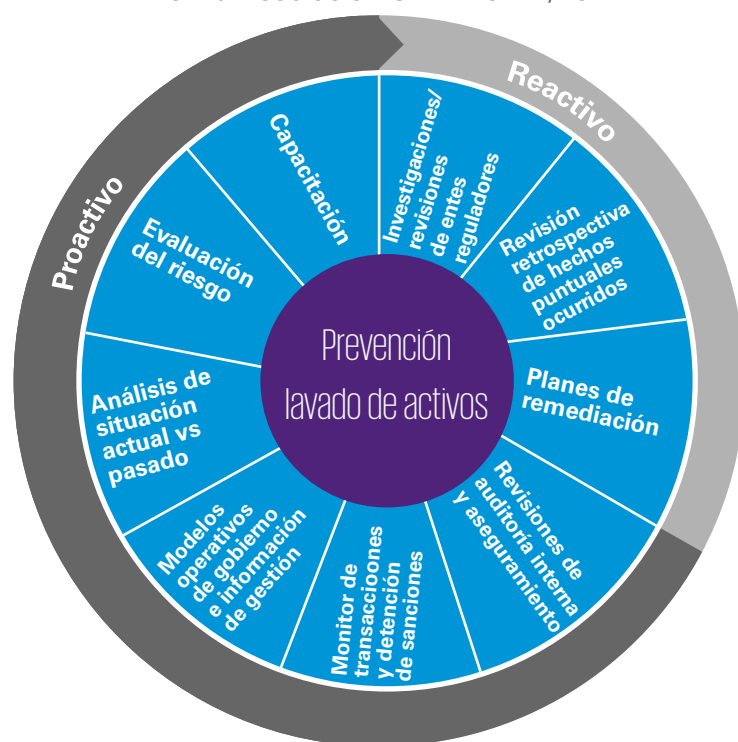 Proactivo
Reactivo
Prevención
lavado de activos
Investigaciones/
revisiones
de entes
reguladores
Revisión
retrospectiva
de hechos
puntuales
ocurridos
Planes de
remediación
Revisiones de
auditoría interna
y aseguramiento
Monitor de
transaccioones
y detención
de sanciones
Modelos
operativos
de gobierno
e información
de gestión
Análisis de
situación
actual vs
pasado
Evaluación
del riesgo
Capacitación